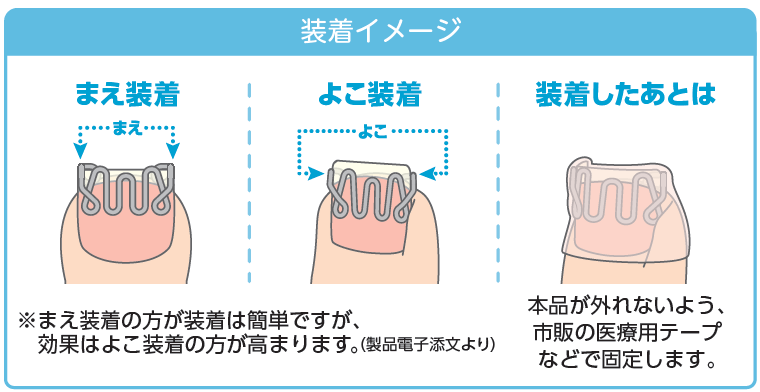 装着イメージ
まえ装着
まえ
よこ装着
よこ
装着したあとは
※まえ装着の方が装着は簡単ですが、
効果はよこ装着の方が高まります。(製品電子添文より)
本品が外れないよう、
市販の医療用テープ
などで固定します。